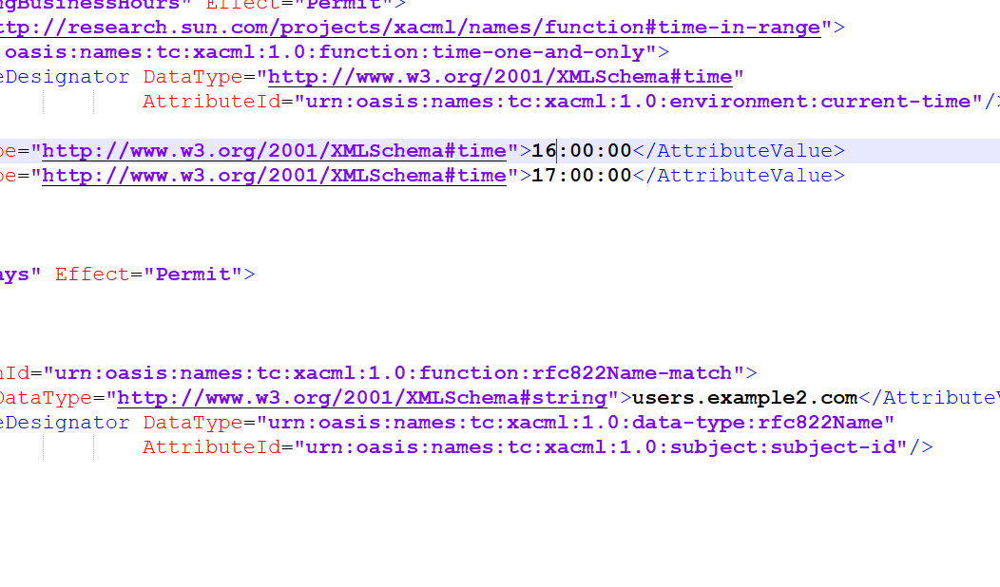 ngBusinessHours" Effect="Permit">
ttp://research.sun.com/projects/xacml/names/function#time-in-range">
:oasis:names:tc:xacml:1.0:function:time-one-and-only">
eDesignator DataType="http://www.w3.org/2001/XMLSchema#time"
AttributeId="urn:oasis:names:tc:xacml:1.0:environment:current-time"/>
pe="http://www.w3.org/2001/XMLSchema#time">16:00:00</AttributeValue>
pe="http://www.w3.org/2001/XMLSchema#time">17:00:00</AttributeValue>
ays" Effect="Permit">
nId="urn:oasis:names:tc:xacml:1.0:function:rfc822Name-match">
DataType="http://www.w3.org/2001/XMLSchema#string">users.example2.com</AttributeV
eDesignator DataType="urn:oasis:names:tc:xacml:1.0:data-type:rfc822Name"
AttributeId="urn:oasis:names:tc:xacml:1.0:subject:subject-id"/>